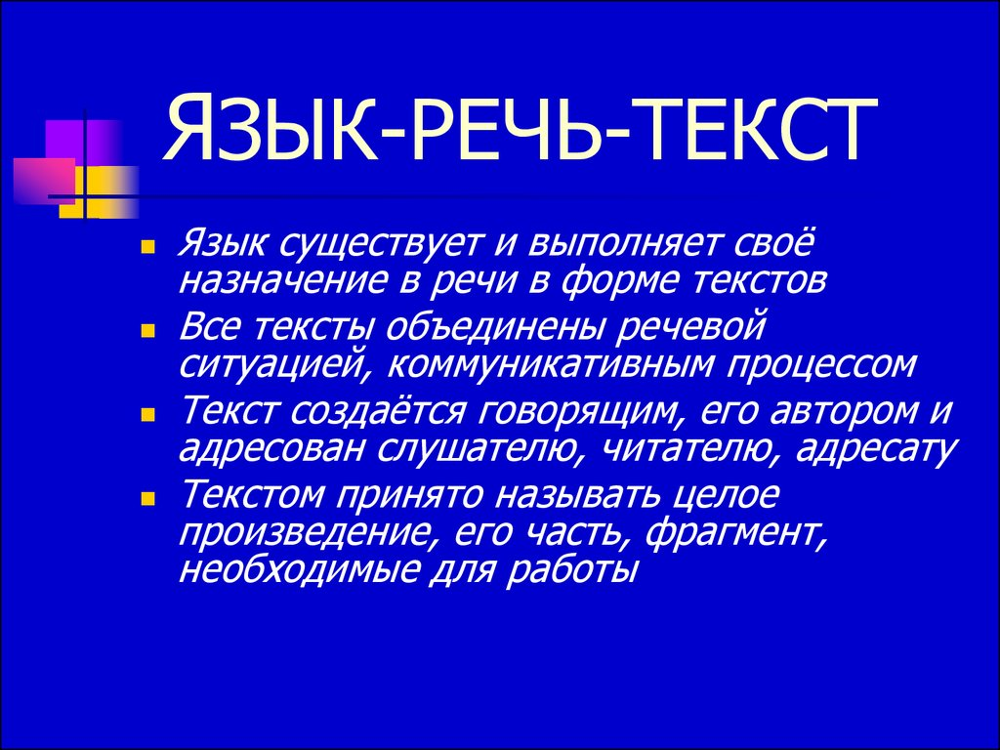 ЯЗЫК-РЕЧЬ-ТЕКСТ
Язык существует и выполняет своё
назначение в речи в форме текстов
Все тексты объединены речевой
ситуацией, коммуникативным процессом
Текст создаётся говорящим, его автором и
адресован слушателю, читателю, адресату
Текстом принято называть целое
произведение, его часть, фрагмент,
необходимые для работы